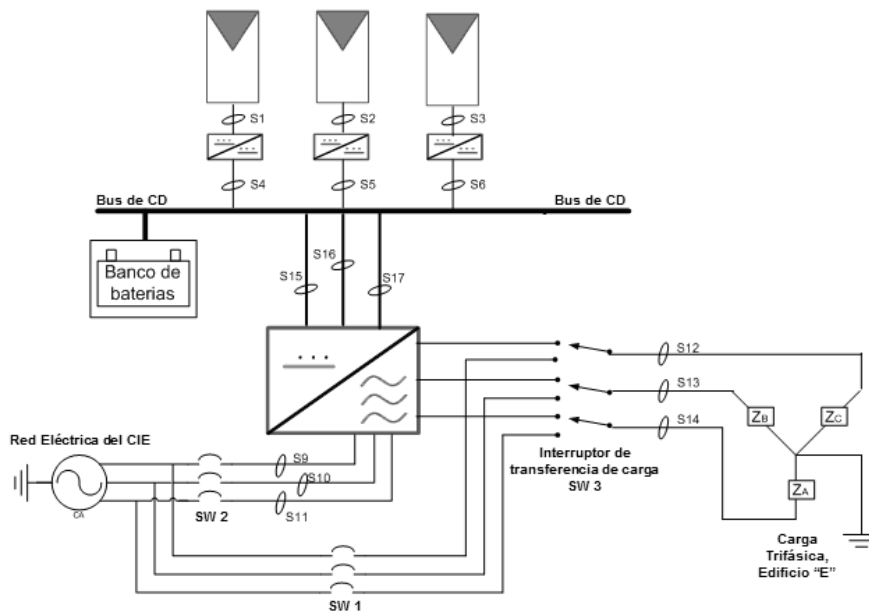 S1
S2
S3
S4
S5
S6
Bus de CD
Bus de CD
Banco de
baterias
S15
S16
S17
S12
S13
S14
ZB
ZC
ZA
Red Eléctrica del CIE
CA
S9
S10
S11
SW 2
SW 1
Interruptor de
transferencia de carga
SW 3
Carga
Trifásica,
Edificio “E”